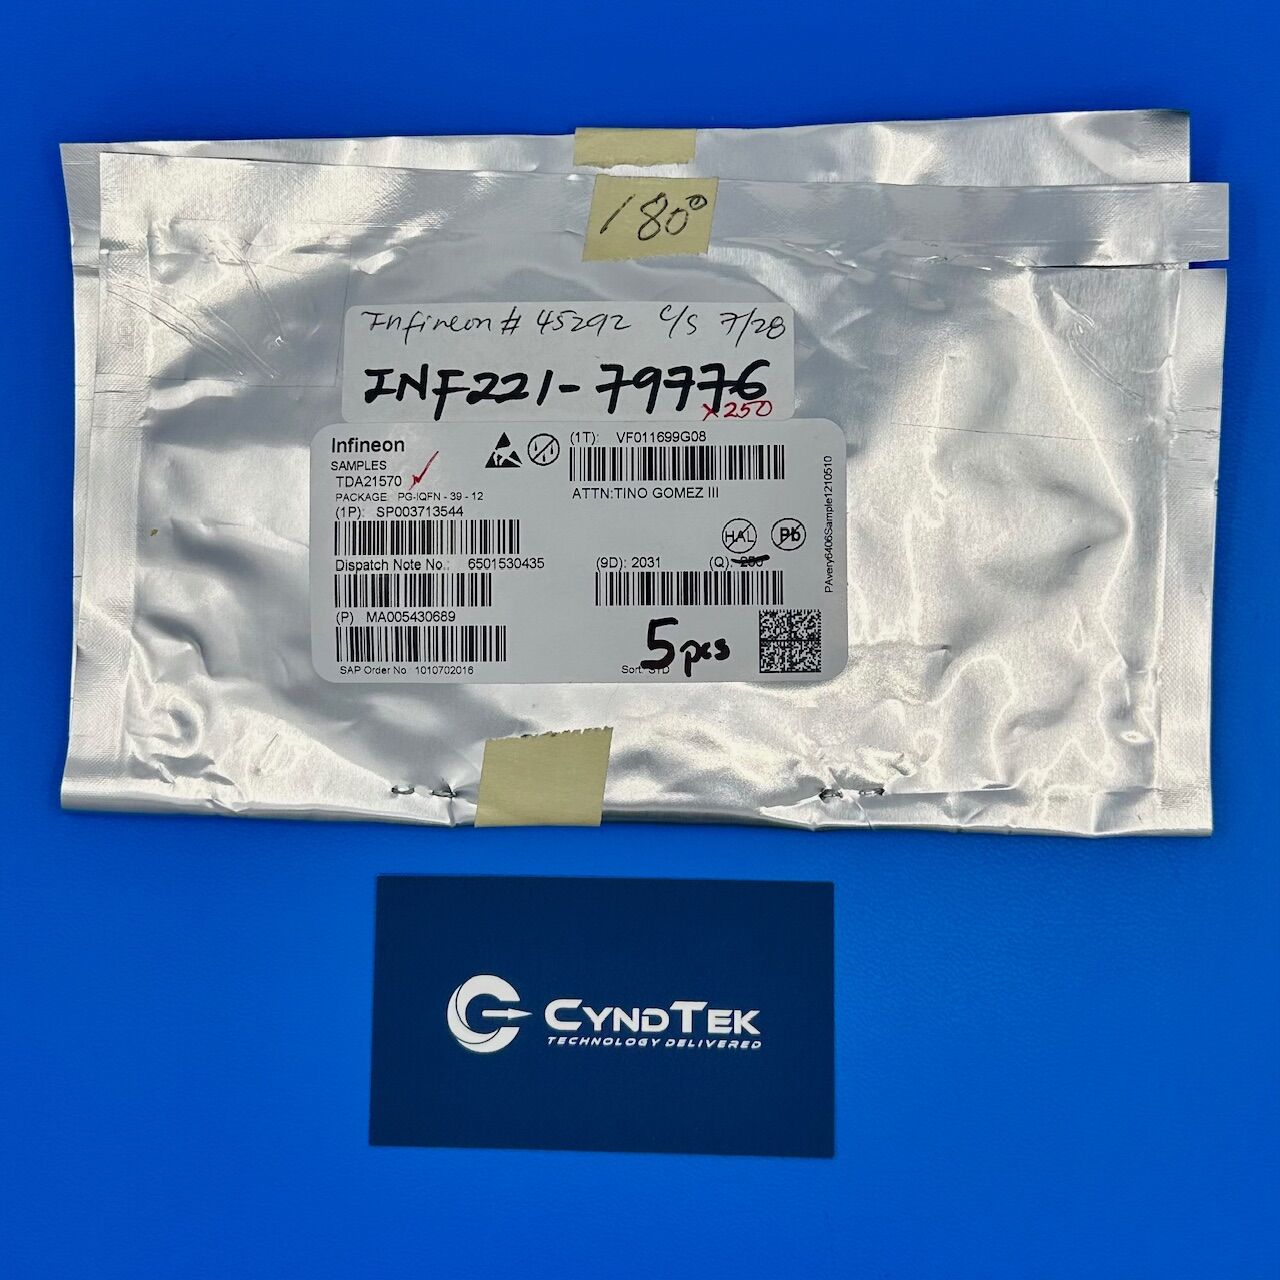 180°
Infineon # 45292 C/S 7/28
INF221-79776
x250
Infineon
SAMPLES
TDA21570
PACKAGE: PG-IQFN - 39 - 12
(1P): SP003713544
Dispatch Note No.: 6501530435
(P) MA005430689
SAP Order No 1010702016
(1T): VF011699G08
ATTN:TINO GOMEZ III
HAL
Pb
(9D): 2031 (Q): 250
5pcs
Sort: STD
PAvery6406Sample1210510
CYNDTEK
TECHNOLOGY DELIVERED